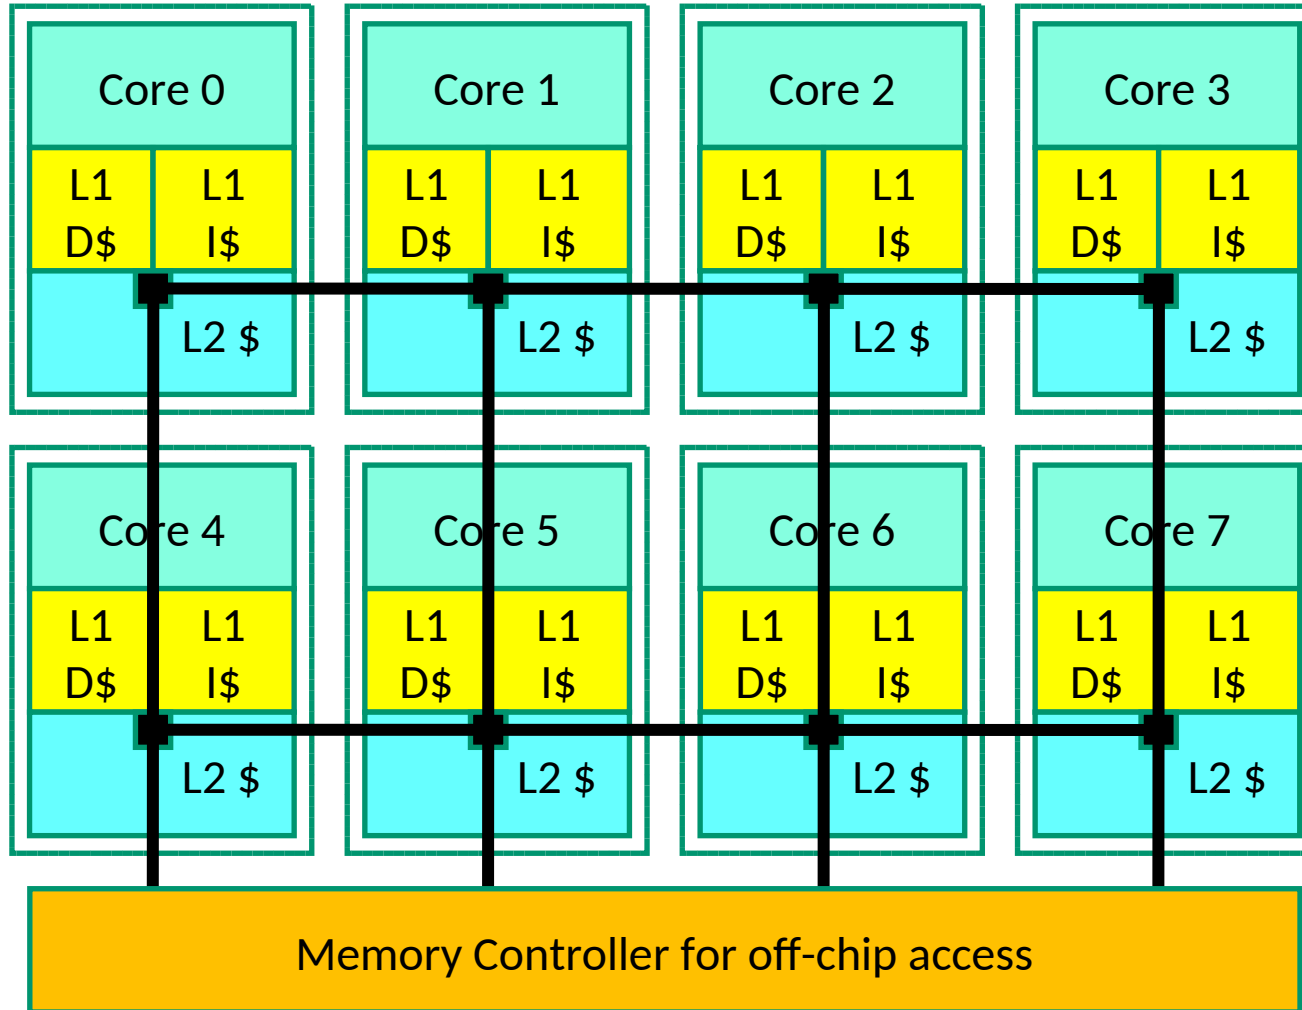 Core 0
Core 1
Core 2
Core 3
L1 L1
D$ I$
L1 L1
D$ I$
L1 L1
D$ I$
L1 L1
D$ I$
L2 $
L2 $
L2 $
L2 $
Core 4
Core 5
Core 6
Core 7
L1 L1
D$ I$
L1 L1
D$ I$
L1 L1
D$ I$
L1 L1
D$ I$
L2 $
L2 $
L2 $
L2 $
Memory Controller for off-chip access